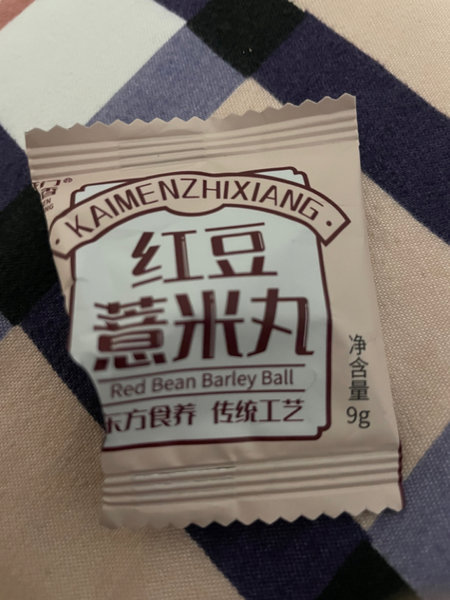 KAIMENZHIXIANG
红豆
薏米丸
Red Bean Barley Ball
东方食养 传统工艺
净含量
9g